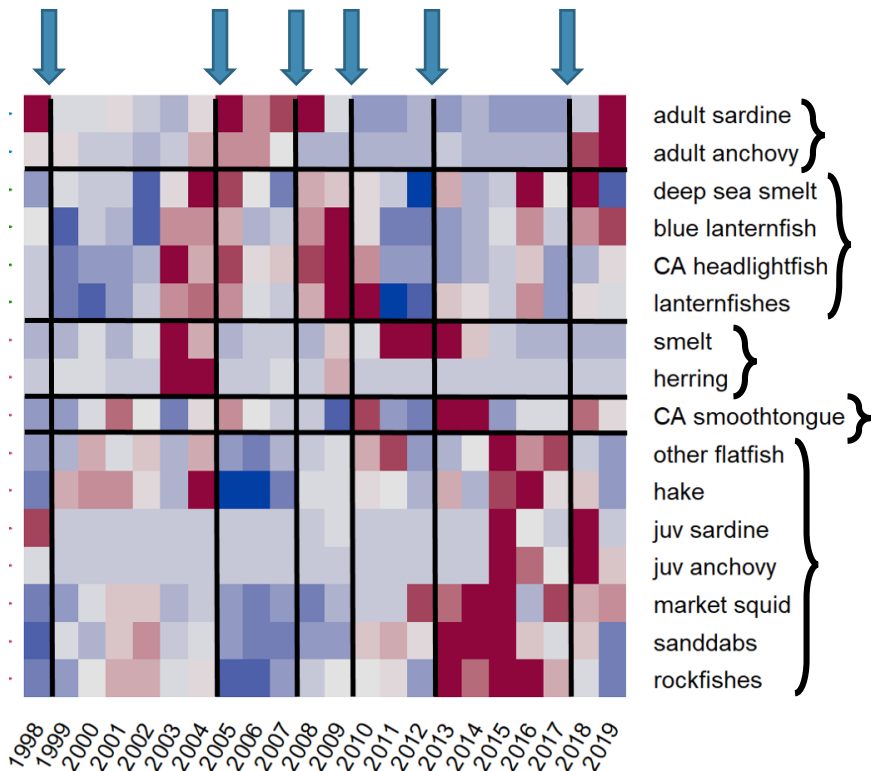 adult sardine
adult anchovy
deep sea smelt
blue lanternfish
CA headlightfish
lanternfishes
smelt
herring
CA smoothtongue
other flatfish
hake
juv sardine
juv anchovy
market squid
sanddabs
rockfishes
1998 1999 2000 2001 2002 2003 2004 2005 2006 2007 2008 2009 2010 2011 2012 2013 2014 2015 2016 2017 2018 2019